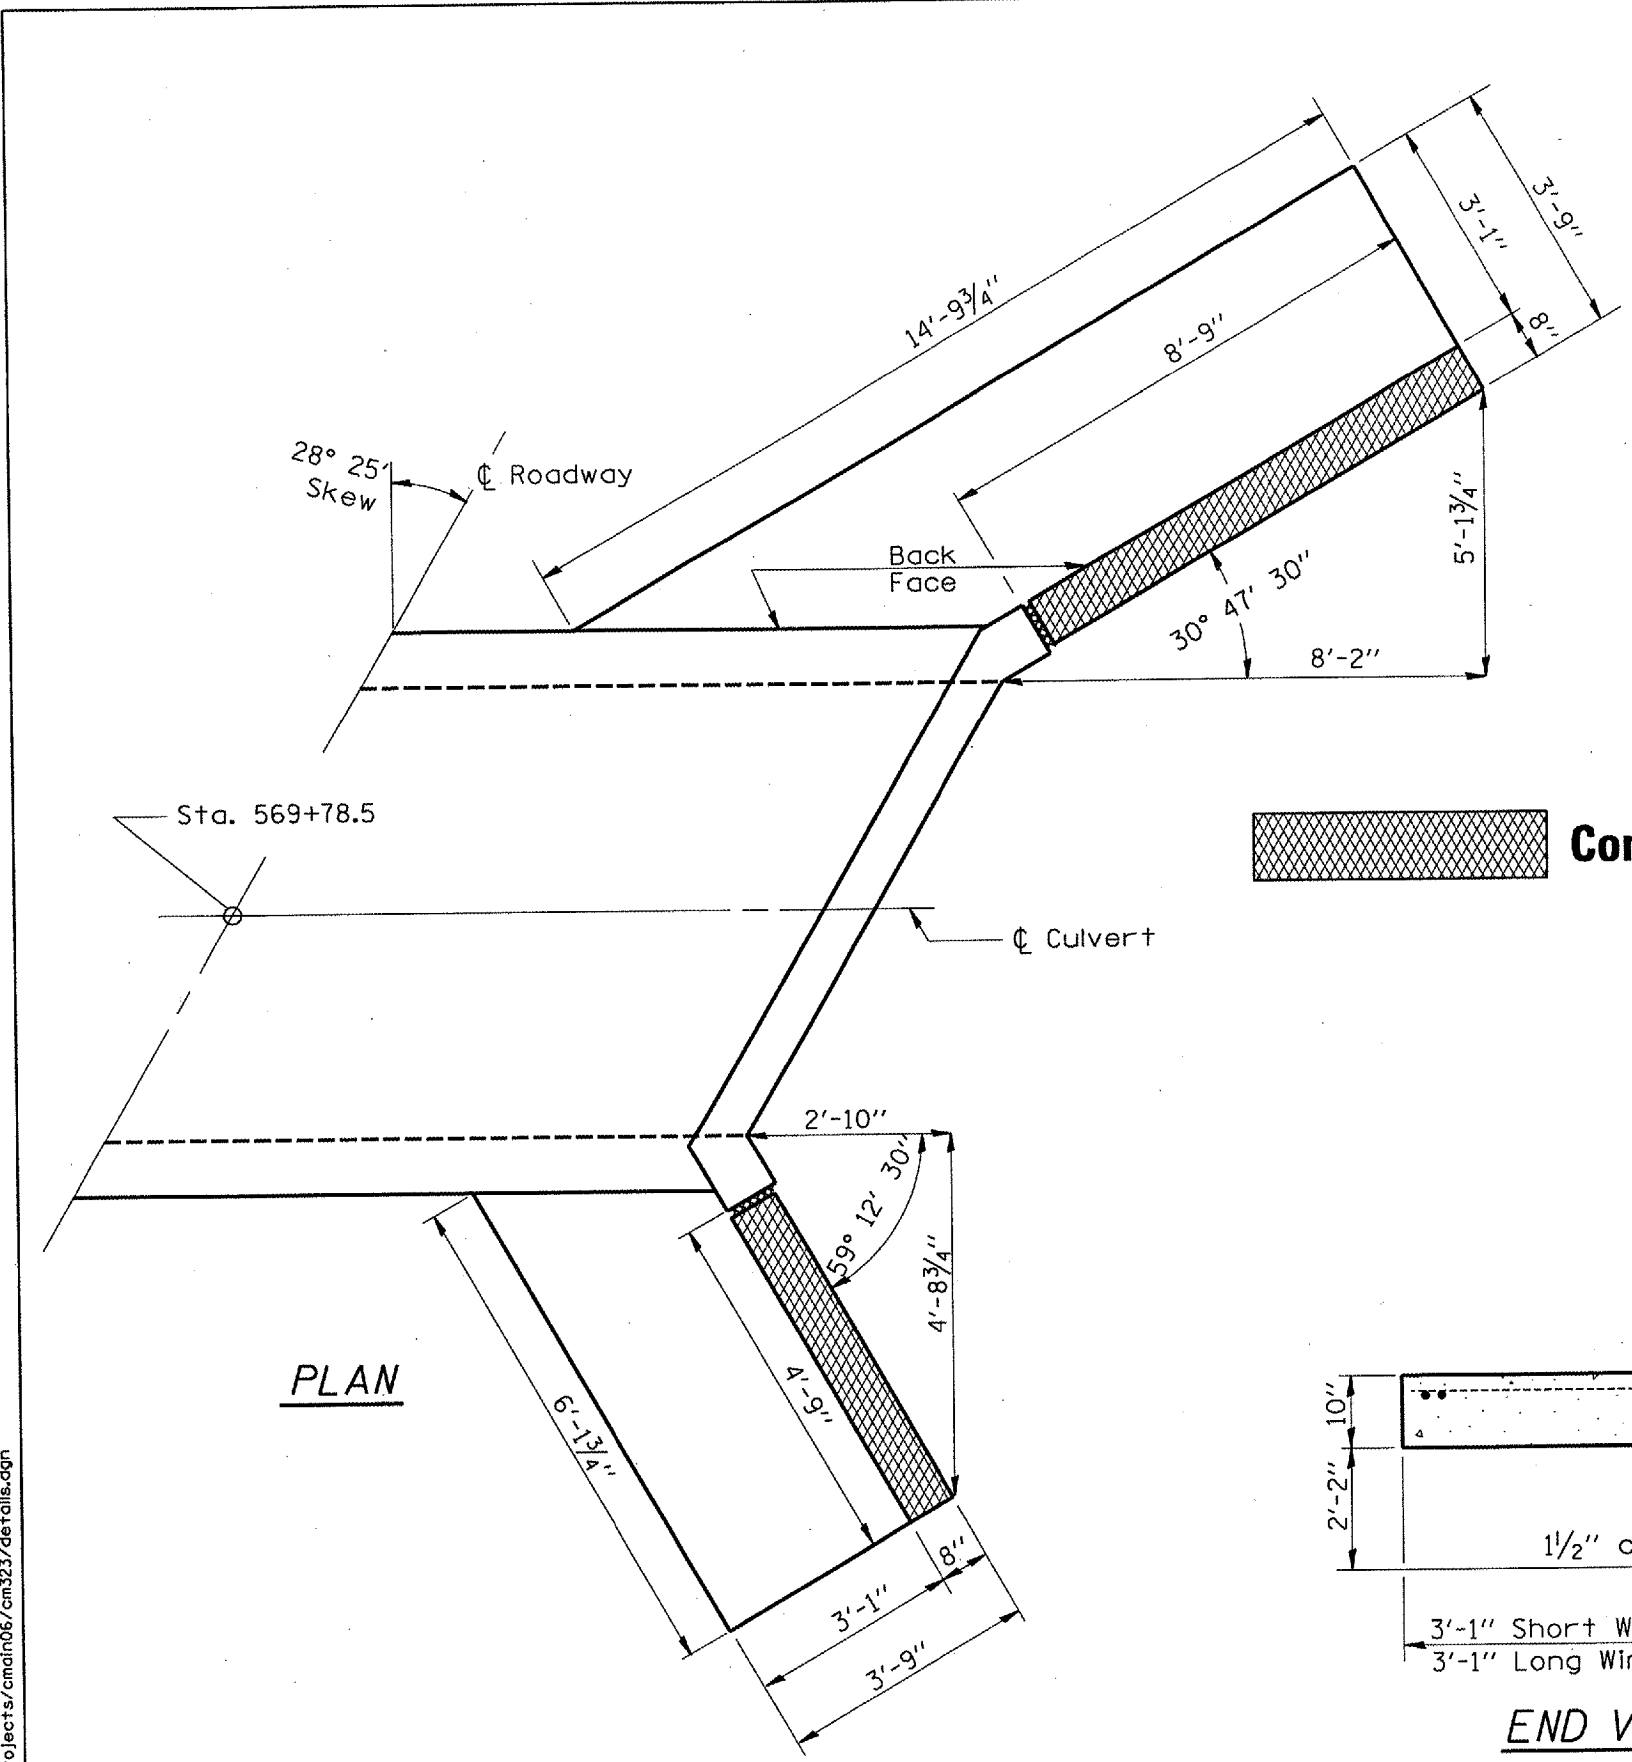 3'-9"
3'-1"
8"
14'-9¾"
8'-9"
28° 25'
Skew
℄ Roadway
Back
Face
5'-1¾"
30° 47' 30"
8'-2"
Sta. 569+78.5
℄ Culvert
2'-10"
59° 12' 30"
4'-8¾"
PLAN
4'-9"
6'-1¾"
8"
3'-1"
3'-9"
10"
2'-2"
1½"
3'-1" Short
3'-1" Long
END
ojects/cmain06/cm323/details.dgn